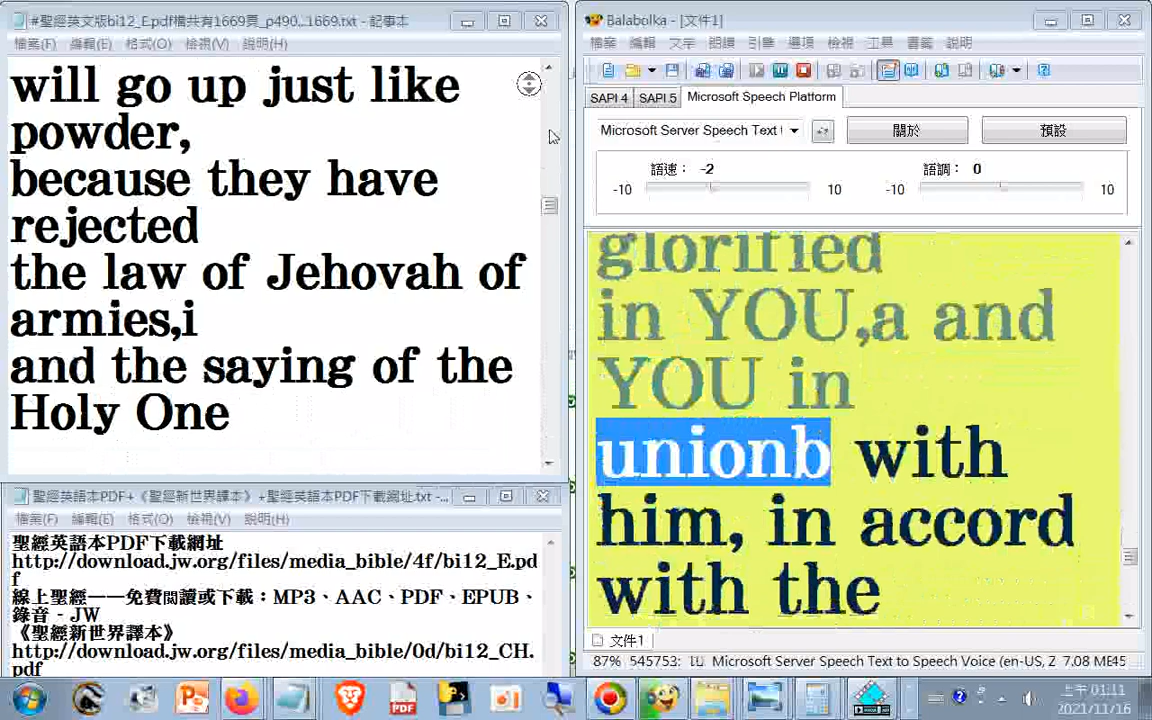 #聖經英文版bi12_E.pdf檔共有1669頁_p490...1669.txt - 記事本
檔案(F) 編輯(E) 格式(O) 檢視(V) 說明(H)
will go up just like
powder,
because they have
rejected
the law of Jehovah of
armies,i
and the saying of the
Holy One
聖經英語本PDF+《聖經新世界譯本》+聖經英語本PDF下載網址.txt -...
檔案(F) 編輯(E) 格式(O) 檢視(V) 說明(H)
聖經英語本PDF下載網址
http://download.jw.org/files/media_bible/4f/bi12_E.pd
f
線上聖經——免費閱讀或下載：MP3、AAC、PDF、EPUB、
錄音 - JW
《聖經新世界譯本》
http://download.jw.org/files/media_bible/0d/bi12_CH.
pdf
Balabolka - [文件1]
檔案 編輯 文字 朗讀 引擎 選項 檢視 工具 書籤 說明
SAPI 4 SAPI 5 Microsoft Speech Platform
Microsoft Server Speech Text 關於 預設
語速： -2 語調： 0
-10 10 -10 10
glorified
in YOU,a and
YOU in
unionb with
him, in accord
with the
文件1
87% 545753: Microsoft Server Speech Text to Speech Voice (en-US, Z 7.08 ME45
上午 01:11
2021/11/16